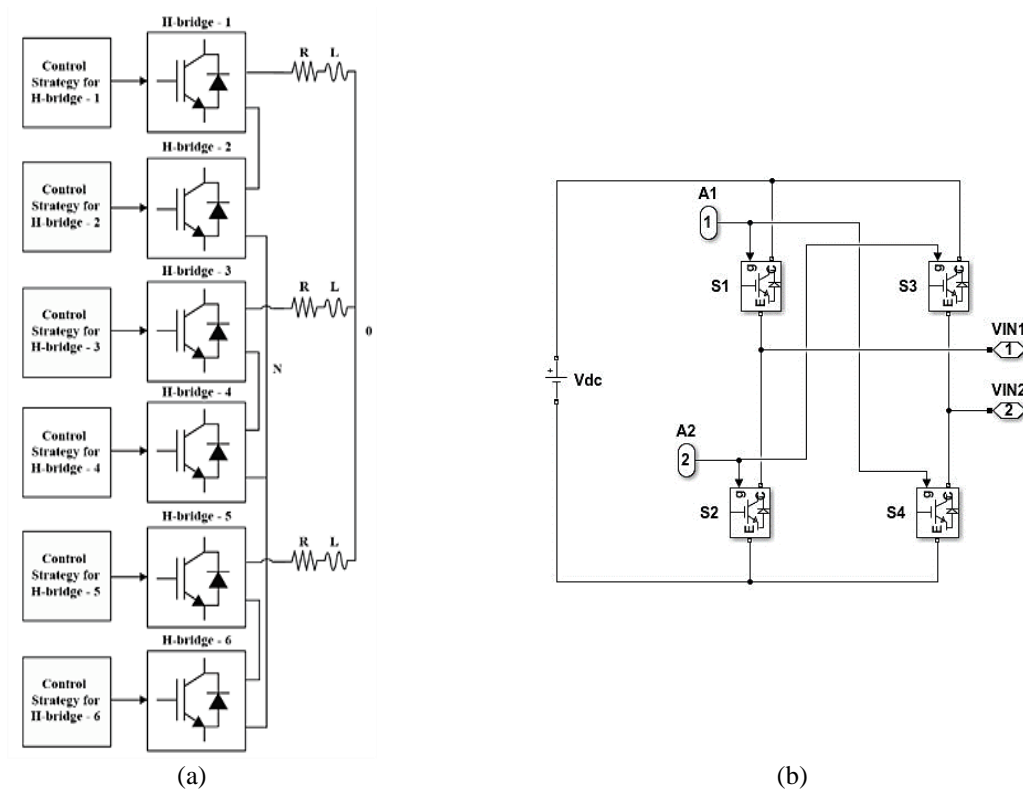 H-bridge - 1
Control
Strategy for
H-bridge - 1
R L
H-bridge - 2
Control
Strategy for
H-bridge - 2
H-bridge - 3
Control
Strategy for
H-bridge - 3
R L
0
N
H-bridge - 4
Control
Strategy for
H-bridge - 4
H-bridge - 5
Control
Strategy for
H-bridge - 5
R L
H-bridge - 6
Control
Strategy for
H-bridge - 6
(a)
A1
1
g C
E
S1
g C
E
S3
VIN1
1
Vdc
+
VIN2
2
A2
2
g C
E
S2
g C
E
S4
(b)